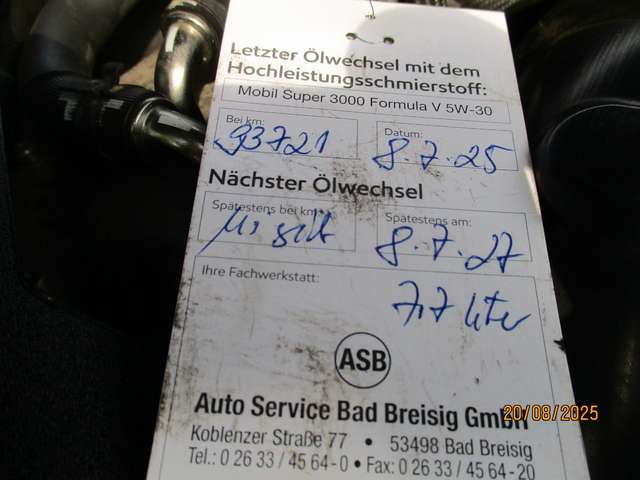 Letzter Ölwechsel mit dem
Hochleistungsschmierstoff:
Mobil Super 3000 Formula V 5W-30
Bei km: Datum:
93721 8.7.25
Nächster Ölwechsel
Spätestens bei km: Spätestens am:
8.7.27
Ihre Fachwerkstatt:
7,7 liter
ASB
Auto Service Bad Breisig GmbH
Koblenzer Straße 77 • 53498 Bad Breisig
Tel.: 0 26 33 / 45 64-0 • Fax: 0 26 33 / 45 64-20
20/08/2025